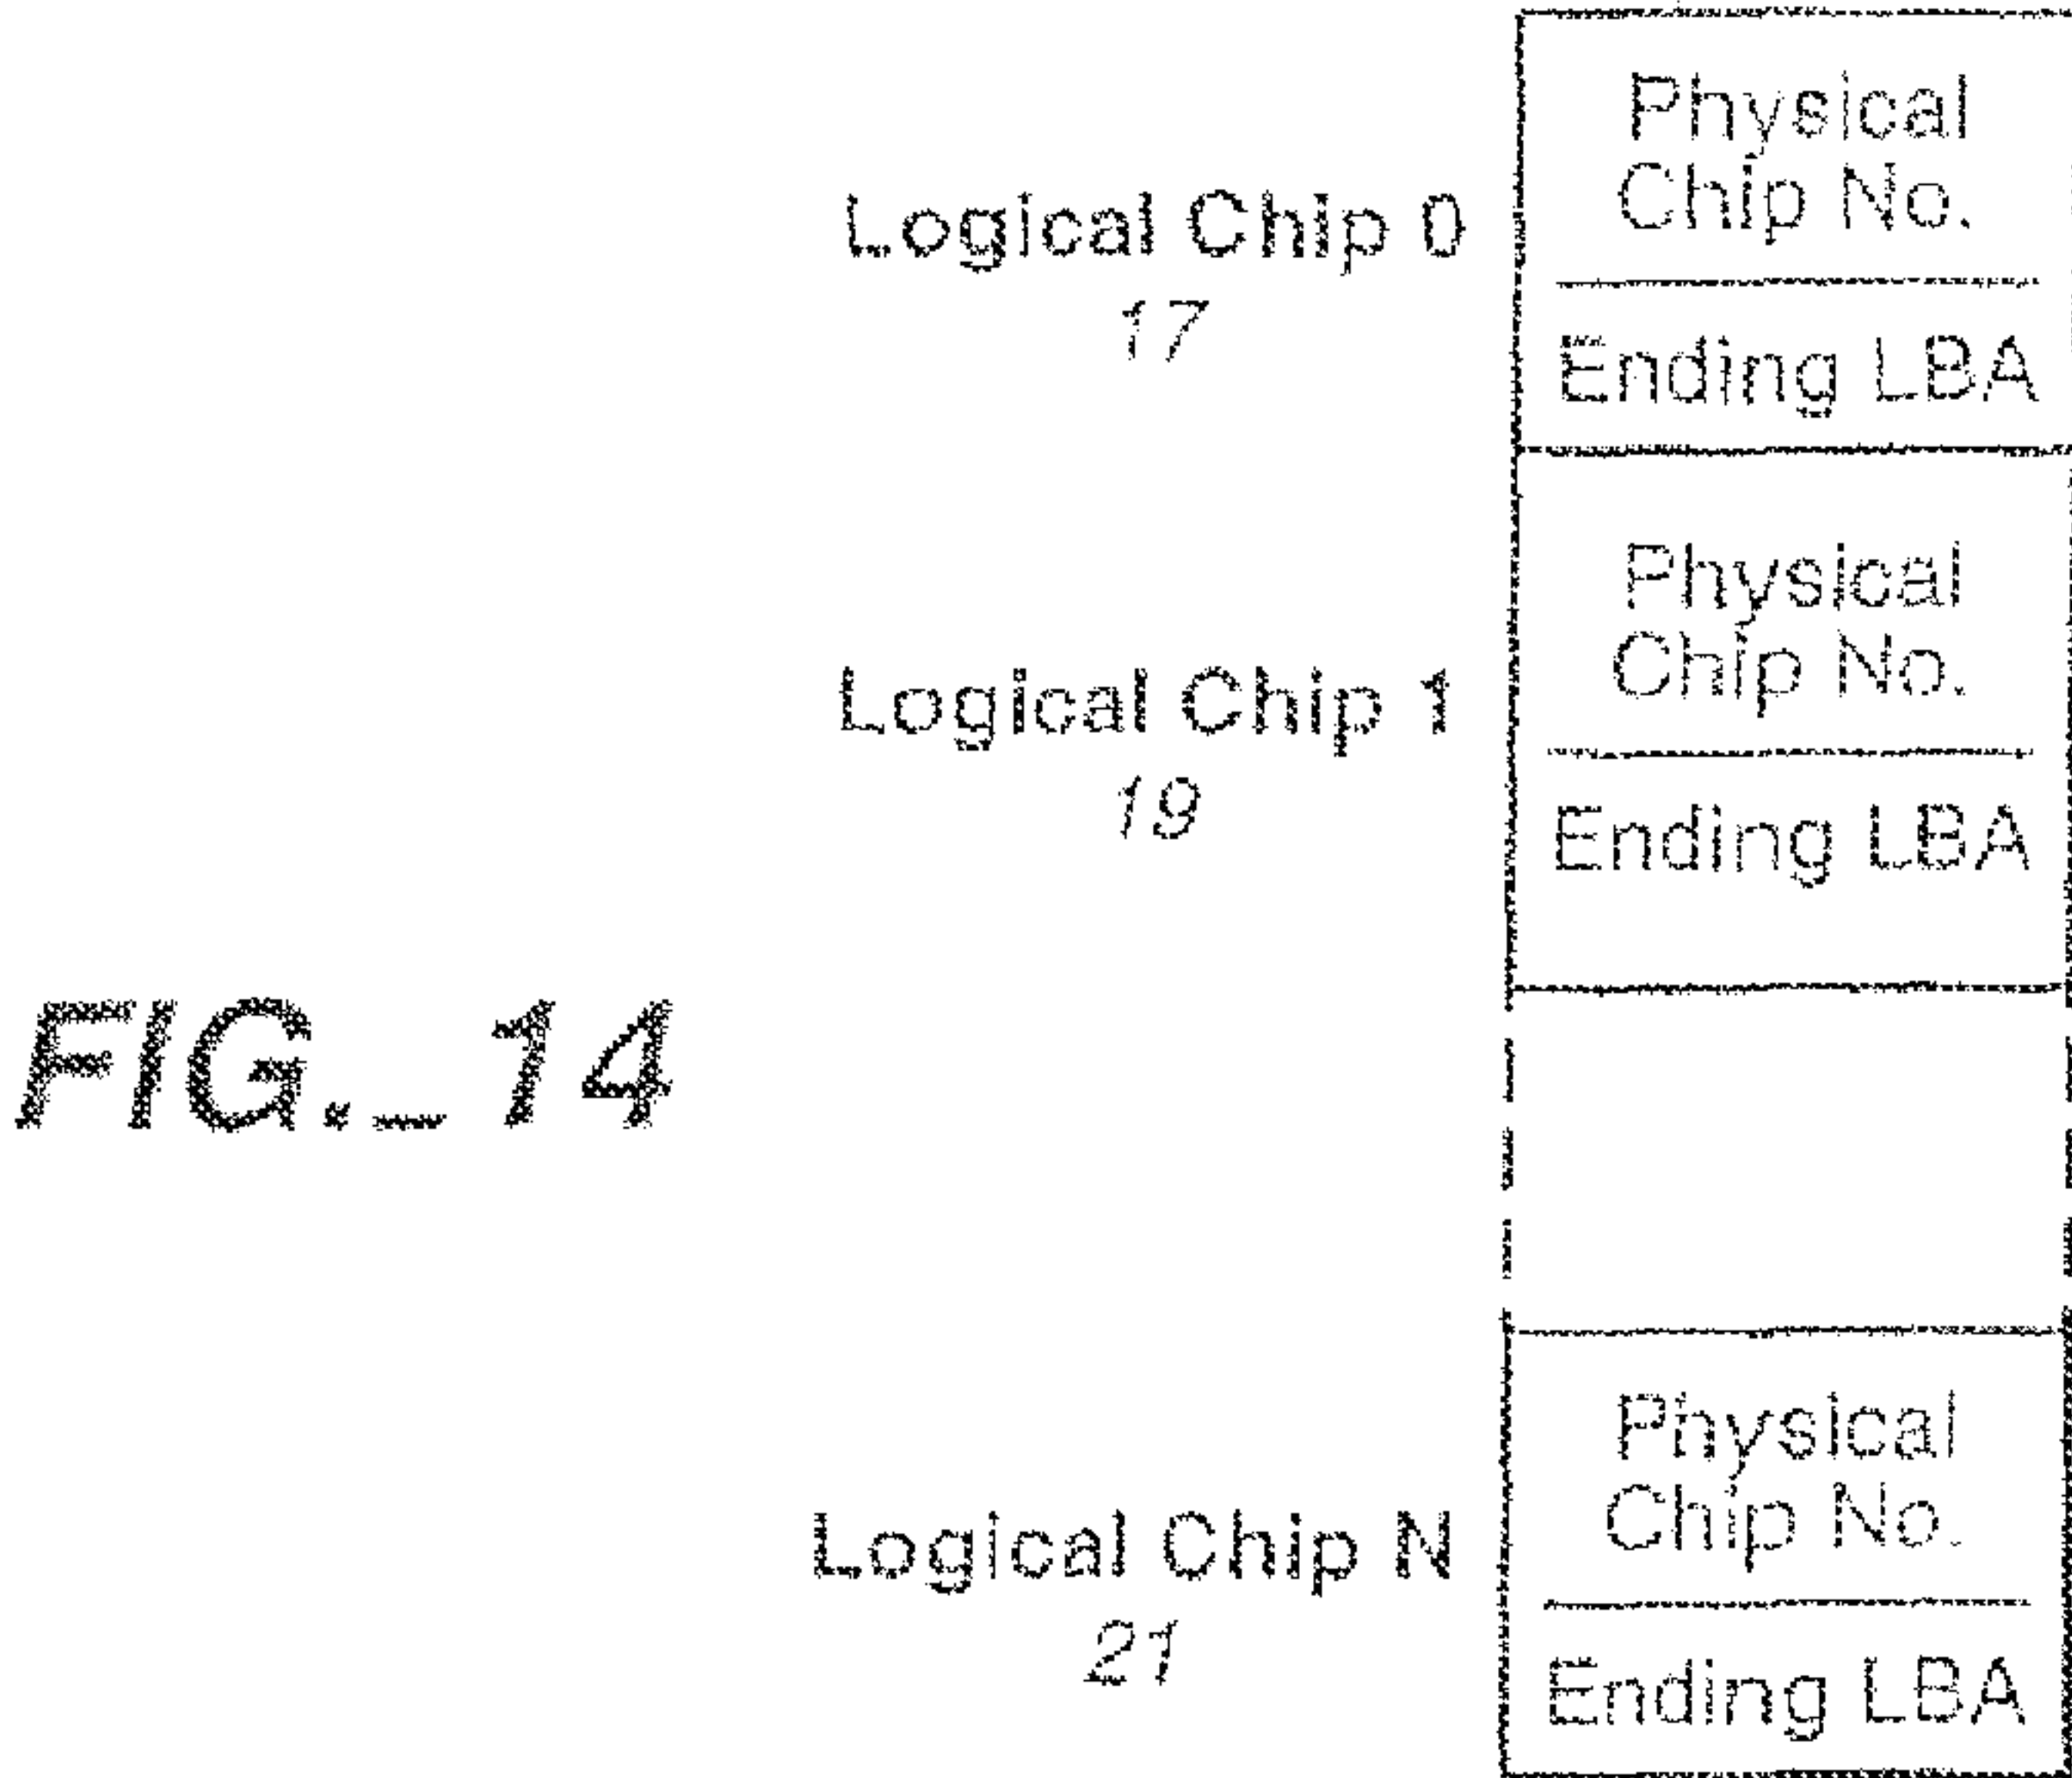 Physical
Chip No.
Logical Chip 0
17
Ending LBA
Physical
Chip No.
Logical Chip 1
19
Ending LBA
FIG._14
Physical
Chip No.
Logical Chip N
21
Ending LBA